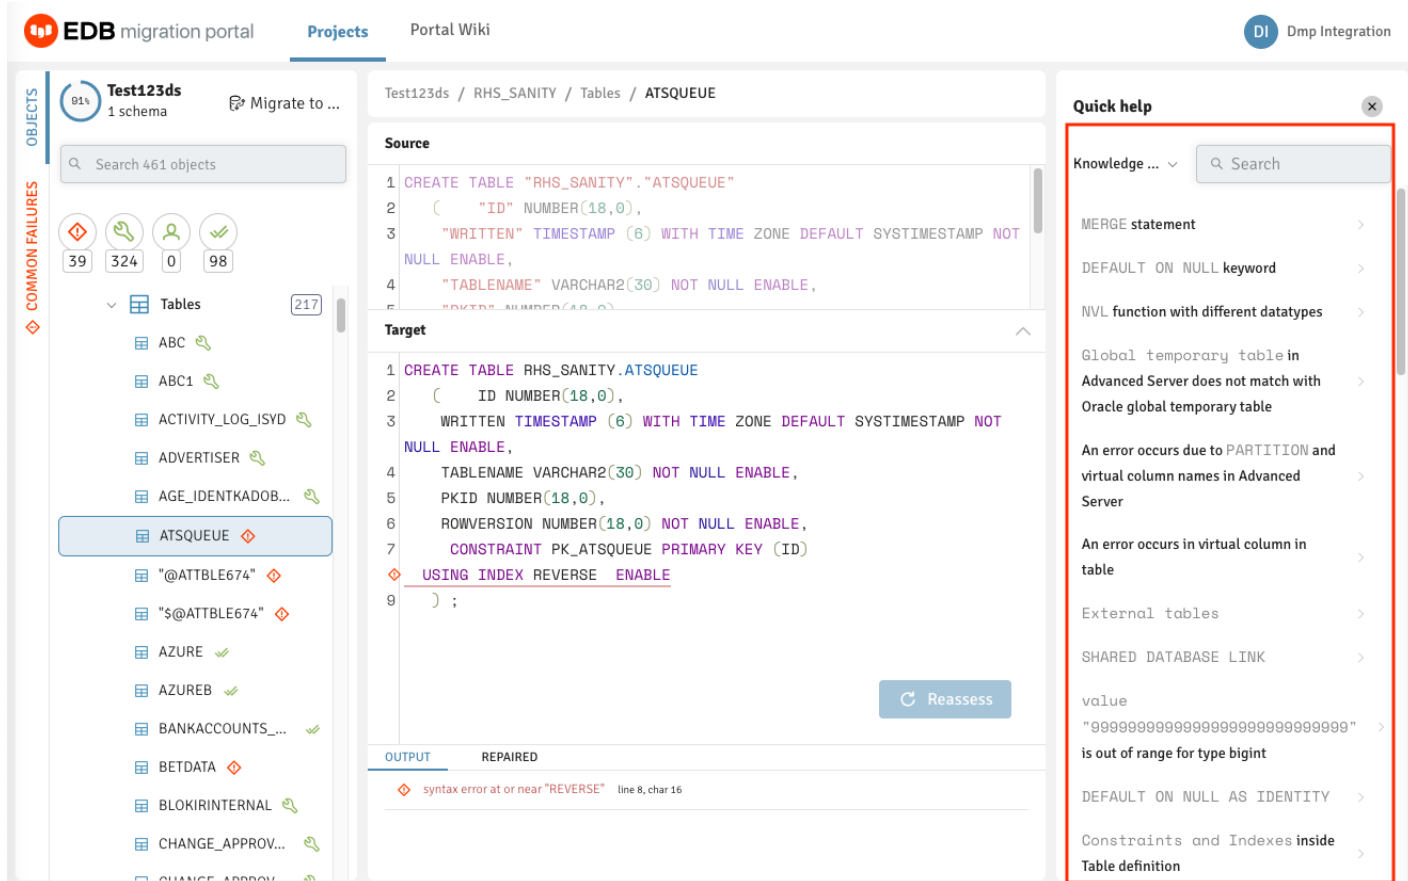 EDB migration portal
Projects
Portal Wiki
DI
Dmp Integration
OBJECTS
COMMON FAILURES
91%
Test123ds
1 schema
Migrate to ...
Search 461 objects
39
324
0
98
Tables
217
ABC
ABC1
ACTIVITY_LOG_ISYD
ADVERTISER
AGE_IDENTKADOB...
ATSQUEUE
"@ATTBLE674"
"$@ATTBLE674"
AZURE
AZUREB
BANKACCOUNTS_...
BETDATA
BLOKIRINTERNAL
CHANGE_APPROV...
CHANGE_APPROV
Test123ds / RHS_SANITY / Tables / ATSQUEUE
Source
1 CREATE TABLE "RHS_SANITY"."ATSQUEUE"
2 ( "ID" NUMBER(18,0),
3 "WRITTEN" TIMESTAMP (6) WITH TIME ZONE DEFAULT SYSTIMESTAMP NOT
NULL ENABLE,
4 "TABLENAME" VARCHAR2(30) NOT NULL ENABLE,
5 "PKID" NUMBER(18,0)
Target
1 CREATE TABLE RHS_SANITY.ATSQUEUE
2 ( ID NUMBER(18,0),
3 WRITTEN TIMESTAMP (6) WITH TIME ZONE DEFAULT SYSTIMESTAMP NOT
NULL ENABLE,
4 TABLENAME VARCHAR2(30) NOT NULL ENABLE,
5 PKID NUMBER(18,0),
6 ROWVERSION NUMBER(18,0) NOT NULL ENABLE,
7 CONSTRAINT PK_ATSQUEUE PRIMARY KEY (ID)
USING INDEX REVERSE ENABLE
9 ) ;
Reassess
OUTPUT
REPAIRED
syntax error at or near "REVERSE" line 8, char 16
Quick help
Knowledge ...
Search
MERGE statement
DEFAULT ON NULL keyword
NVL function with different datatypes
Global temporary table in
Advanced Server does not match with
Oracle global temporary table
An error occurs due to PARTITION and
virtual column names in Advanced
Server
An error occurs in virtual column in
table
External tables
SHARED DATABASE LINK
value
"9999999999999999999999999999"
is out of range for type bigint
DEFAULT ON NULL AS IDENTITY
Constraints and Indexes inside
Table definition